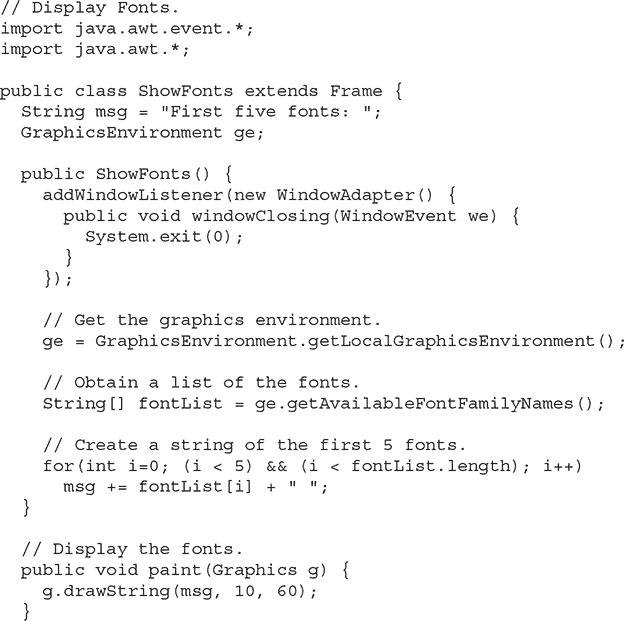 // Display Fonts.
import java.awt.event.*;
import java.awt.*;

public class ShowFonts extends Frame {
  String msg = "First five fonts: ";
  GraphicsEnvironment ge;

  public ShowFonts() {
    addWindowListener(new WindowAdapter() {
      public void windowClosing(WindowEvent we) {
        System.exit(0);
      }
    });

    // Get the graphics environment.
    ge = GraphicsEnvironment.getLocalGraphicsEnvironment();

    // Obtain a list of the fonts.
    String[] fontList = ge.getAvailableFontFamilyNames();

    // Create a string of the first 5 fonts.
    for(int i=0; (i < 5) && (i < fontList.length); i++)
      msg += fontList[i] + " ";
  }

  // Display the fonts.
  public void paint(Graphics g) {
    g.drawString(msg, 10, 60);
  }